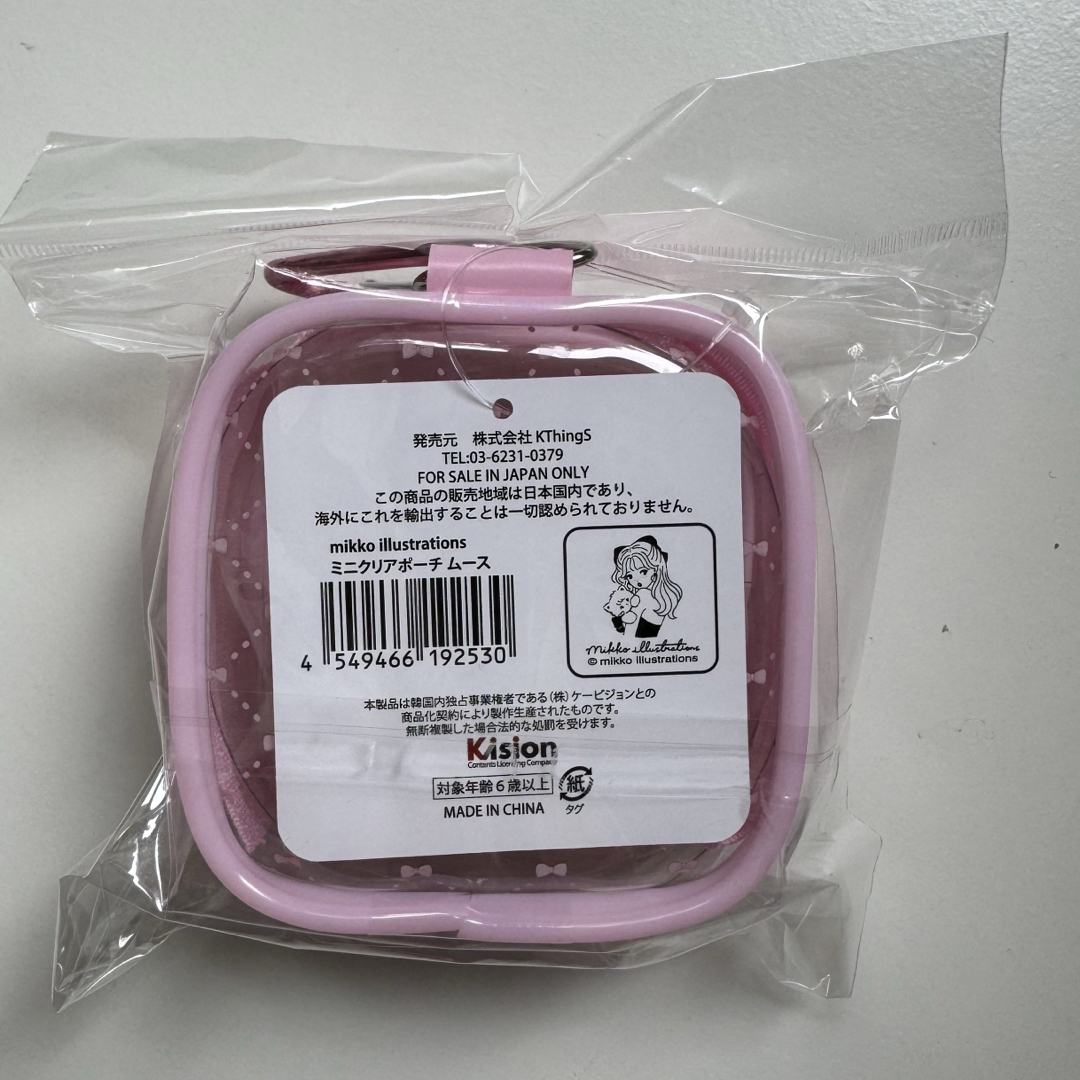 発売元　株式会社 KThingS
TEL:03-6231-0379
FOR SALE IN JAPAN ONLY
この商品の販売地域は日本国内であり、
海外にこれを輸出することは一切認められておりません。
mikko illustrations
ミニクリアポーチ ムース
4 549466 192530
mikko illustrations
© mikko illustrations
本製品は韓国内独占事業権者である(株)ケービジョンとの
商品化契約により製作生産されたものです。
無断複製した場合法的な処罰を受けます。
Kision
Contents Licensing Company
対象年齢6歳以上
紙
タグ
MADE IN CHINA